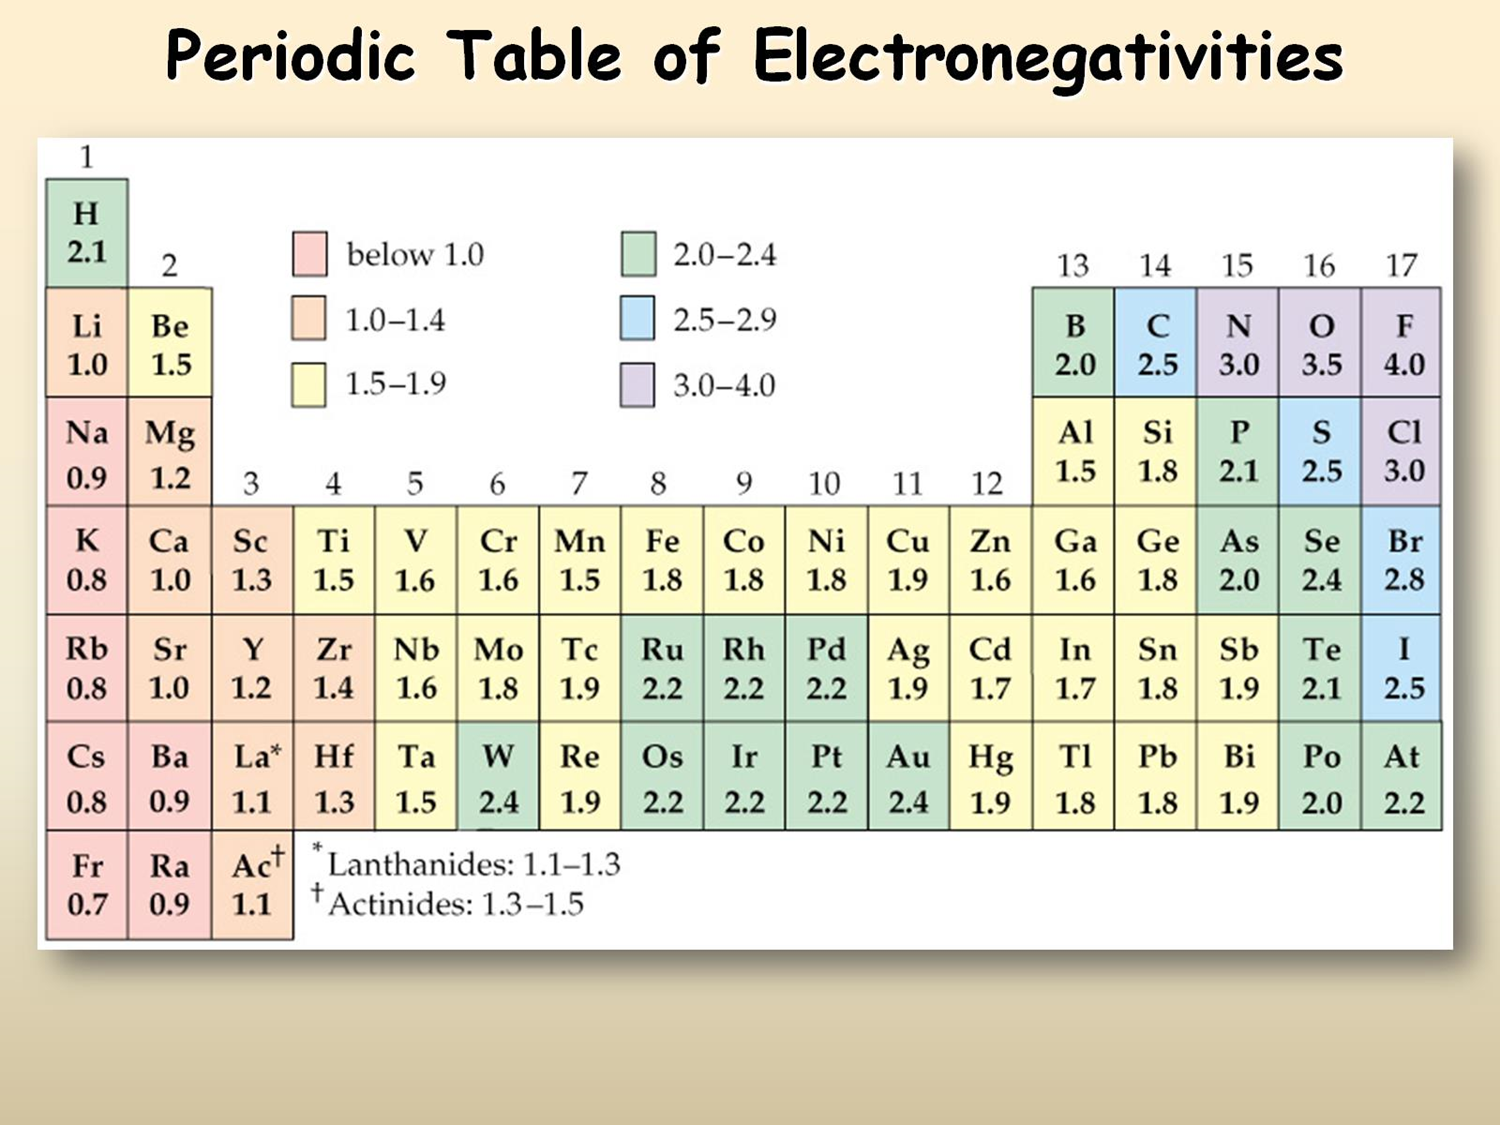 Periodic Table of Electronegativities
1
H
2.1
2
13 14 15 16 17
below 1.0
2.0–2.4
1.0–1.4
2.5–2.9
1.5–1.9
3.0–4.0
Li Be B C N O F
1.0 1.5 2.0 2.5 3.0 3.5 4.0
Na Mg Al Si P S Cl
0.9 1.2 1.5 1.8 2.1 2.5 3.0
3 4 5 6 7 8 9 10 11 12
K Ca Sc Ti V Cr Mn Fe Co Ni Cu Zn Ga Ge As Se Br
0.8 1.0 1.3 1.5 1.6 1.6 1.5 1.8 1.8 1.8 1.9 1.6 1.6 1.8 2.0 2.4 2.8
Rb Sr Y Zr Nb Mo Tc Ru Rh Pd Ag Cd In Sn Sb Te I
0.8 1.0 1.2 1.4 1.6 1.8 1.9 2.2 2.2 2.2 1.9 1.7 1.7 1.8 1.9 2.1 2.5
Cs Ba La* Hf Ta W Re Os Ir Pt Au Hg Tl Pb Bi Po At
0.8 0.9 1.1 1.3 1.5 2.4 1.9 2.2 2.2 2.2 2.4 1.9 1.8 1.8 1.9 2.0 2.2
Fr Ra Ac†
0.7 0.9 1.1
*Lanthanides: 1.1–1.3
†Actinides: 1.3–1.5